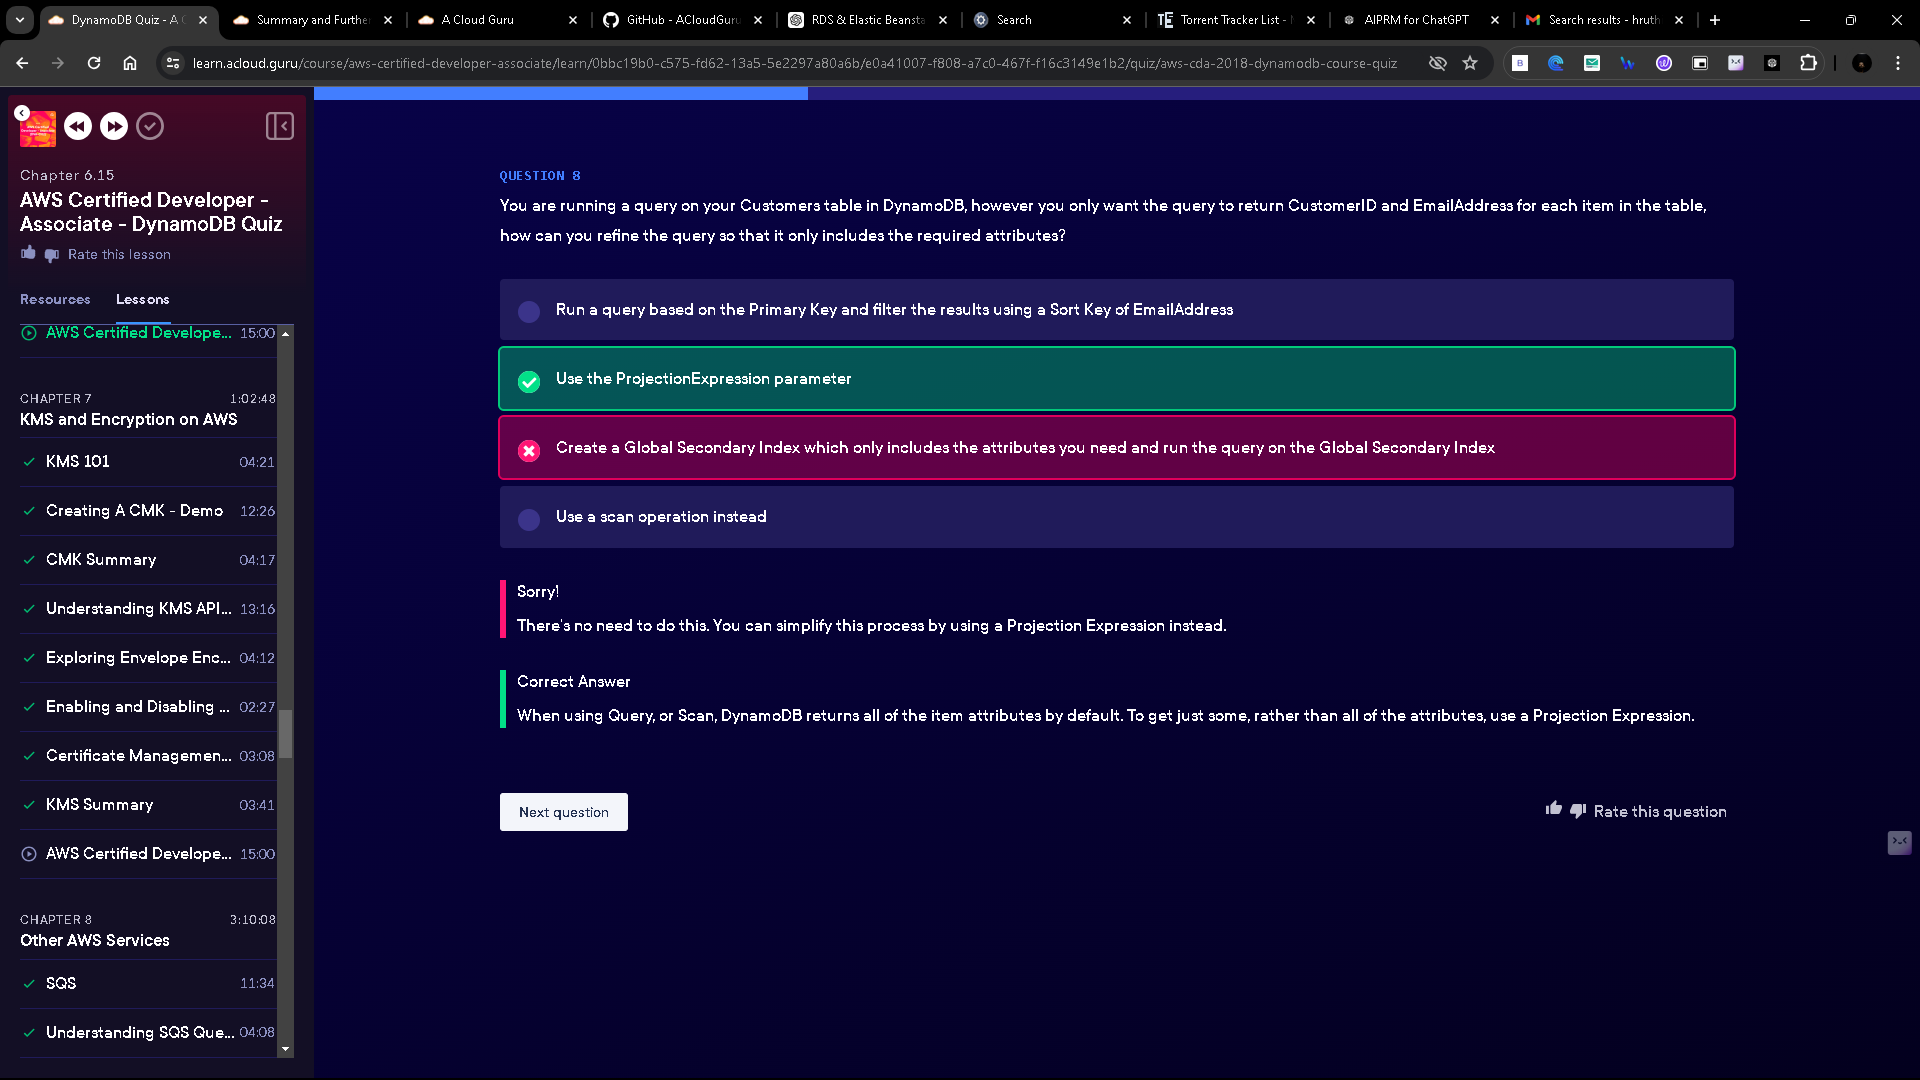 DynamoDB Quiz - A C
Summary and Further
A Cloud Guru
GitHub - ACloudGuru
RDS & Elastic Beansta
Search
Torrent Tracker List -
AIPRM for ChatGPT
Search results - hruth
learn.acloud.guru/course/aws-certified-developer-associate/learn/0bbc19b0-c575-fd62-13a5-5e2297a80a6b/e0a41007-f808-a7c0-467f-f16c3149e1b2/quiz/aws-cda-2018-dynamodb-course-quiz
Chapter 6.15
AWS Certified Developer -
Associate - DynamoDB Quiz
Rate this lesson
Resources
Lessons
AWS Certified Develope... 15:00
CHAPTER 7 1:02:48
KMS and Encryption on AWS
KMS 101 04:21
Creating A CMK - Demo 12:26
CMK Summary 04:17
Understanding KMS API... 13:16
Exploring Envelope Enc... 04:12
Enabling and Disabling ... 02:27
Certificate Managemen... 03:08
KMS Summary 03:41
AWS Certified Develope... 15:00
CHAPTER 8 3:10:08
Other AWS Services
SQS 11:34
Understanding SQS Que... 04:08
QUESTION 8
You are running a query on your Customers table in DynamoDB, however you only want the query to return CustomerID and EmailAddress for each item in the table,
how can you refine the query so that it only includes the required attributes?
Run a query based on the Primary Key and filter the results using a Sort Key of EmailAddress
Use the ProjectionExpression parameter
Create a Global Secondary Index which only includes the attributes you need and run the query on the Global Secondary Index
Use a scan operation instead
Sorry!
There's no need to do this. You can simplify this process by using a Projection Expression instead.
Correct Answer
When using Query, or Scan, DynamoDB returns all of the item attributes by default. To get just some, rather than all of the attributes, use a Projection Expression.
Next question
Rate this question